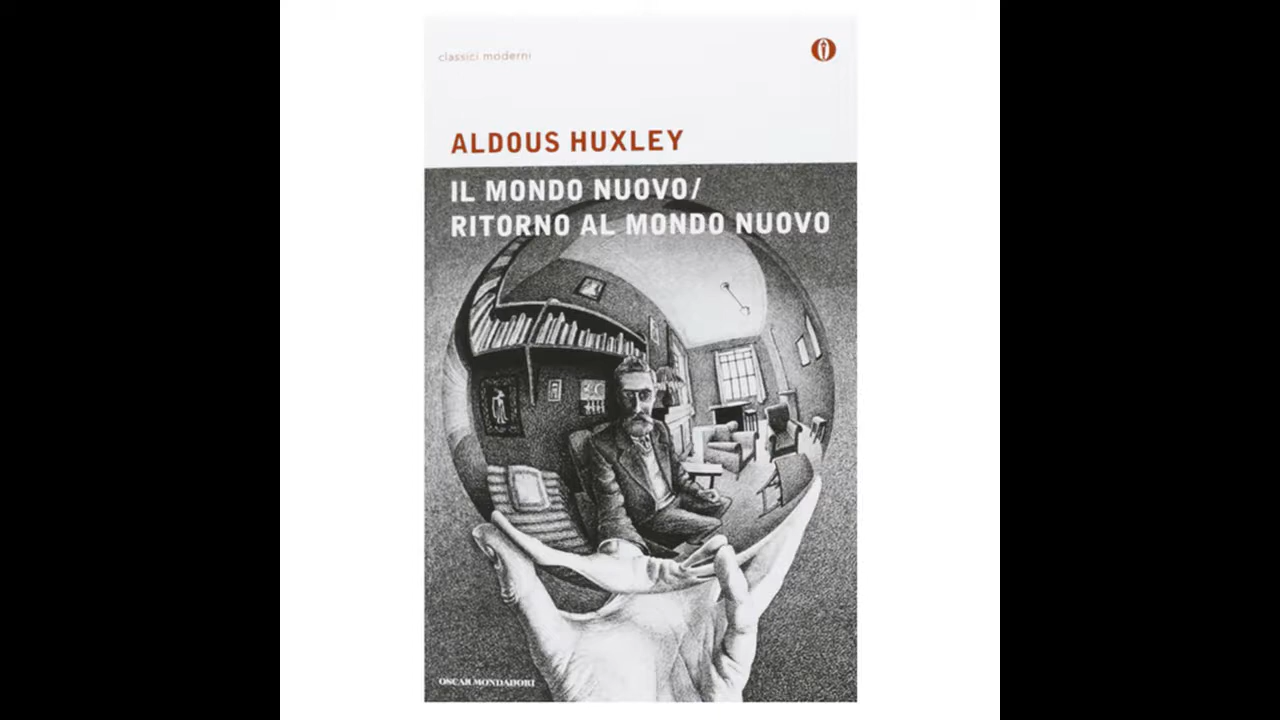 classici moderni
ALDOUS HUXLEY
IL MONDO NUOVO/
RITORNO AL MONDO NUOVO
OSCAR MONDADORI